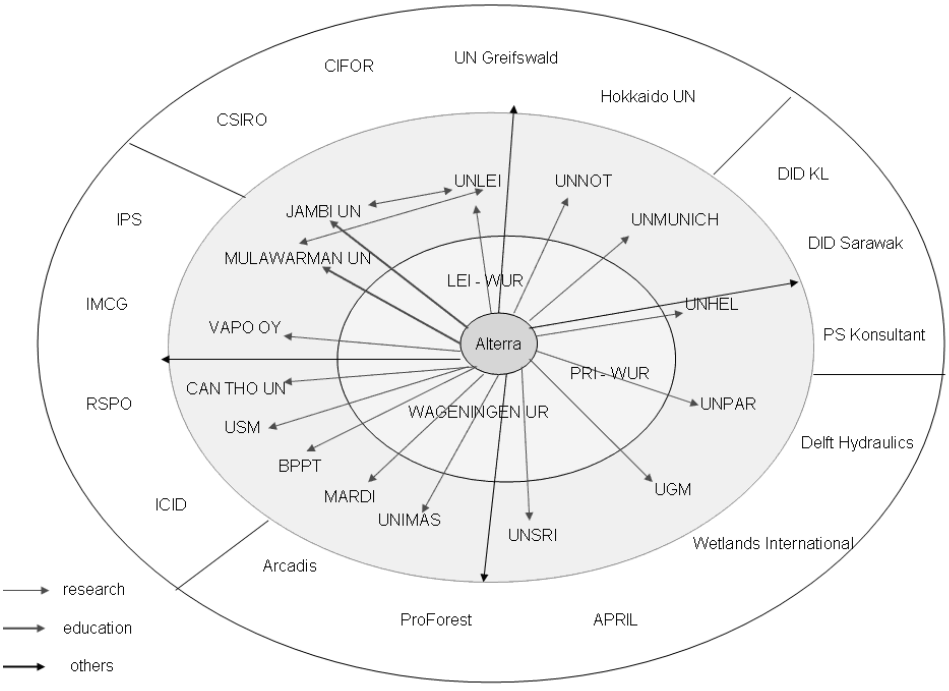 UN Greifswald
CIFOR
Hokkaido UN
CSIRO
DID KL
UNLEI
UNNOT
JAMBI UN
UNMUNICH
IPS
DID Sarawak
MULAWARMAN UN
LEI - WUR
IMCG
UNHEL
VAPO OY
PS Konsultant
Alterra
PRI - WUR
CAN THO UN
RSPO
UNPAR
WAGENINGEN UR
USM
Delft Hydraulics
BPPT
UGM
MARDI
ICID
UNIMAS
UNSRI
Wetlands International
Arcadis
research
ProForest
APRIL
education
others